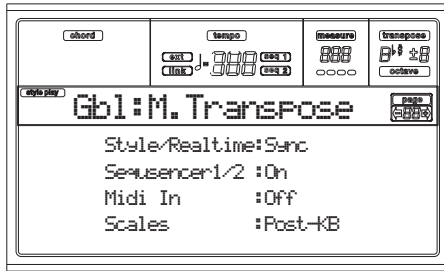 chord
tempo
measure
transpose
ext
link
seq 1
seq 2
octave
style play
Gbl:M.Transpose
page
Style/Realtime:Sync
Sequsencer1/2 :On
Midi In :Off
Scales :Post-KB